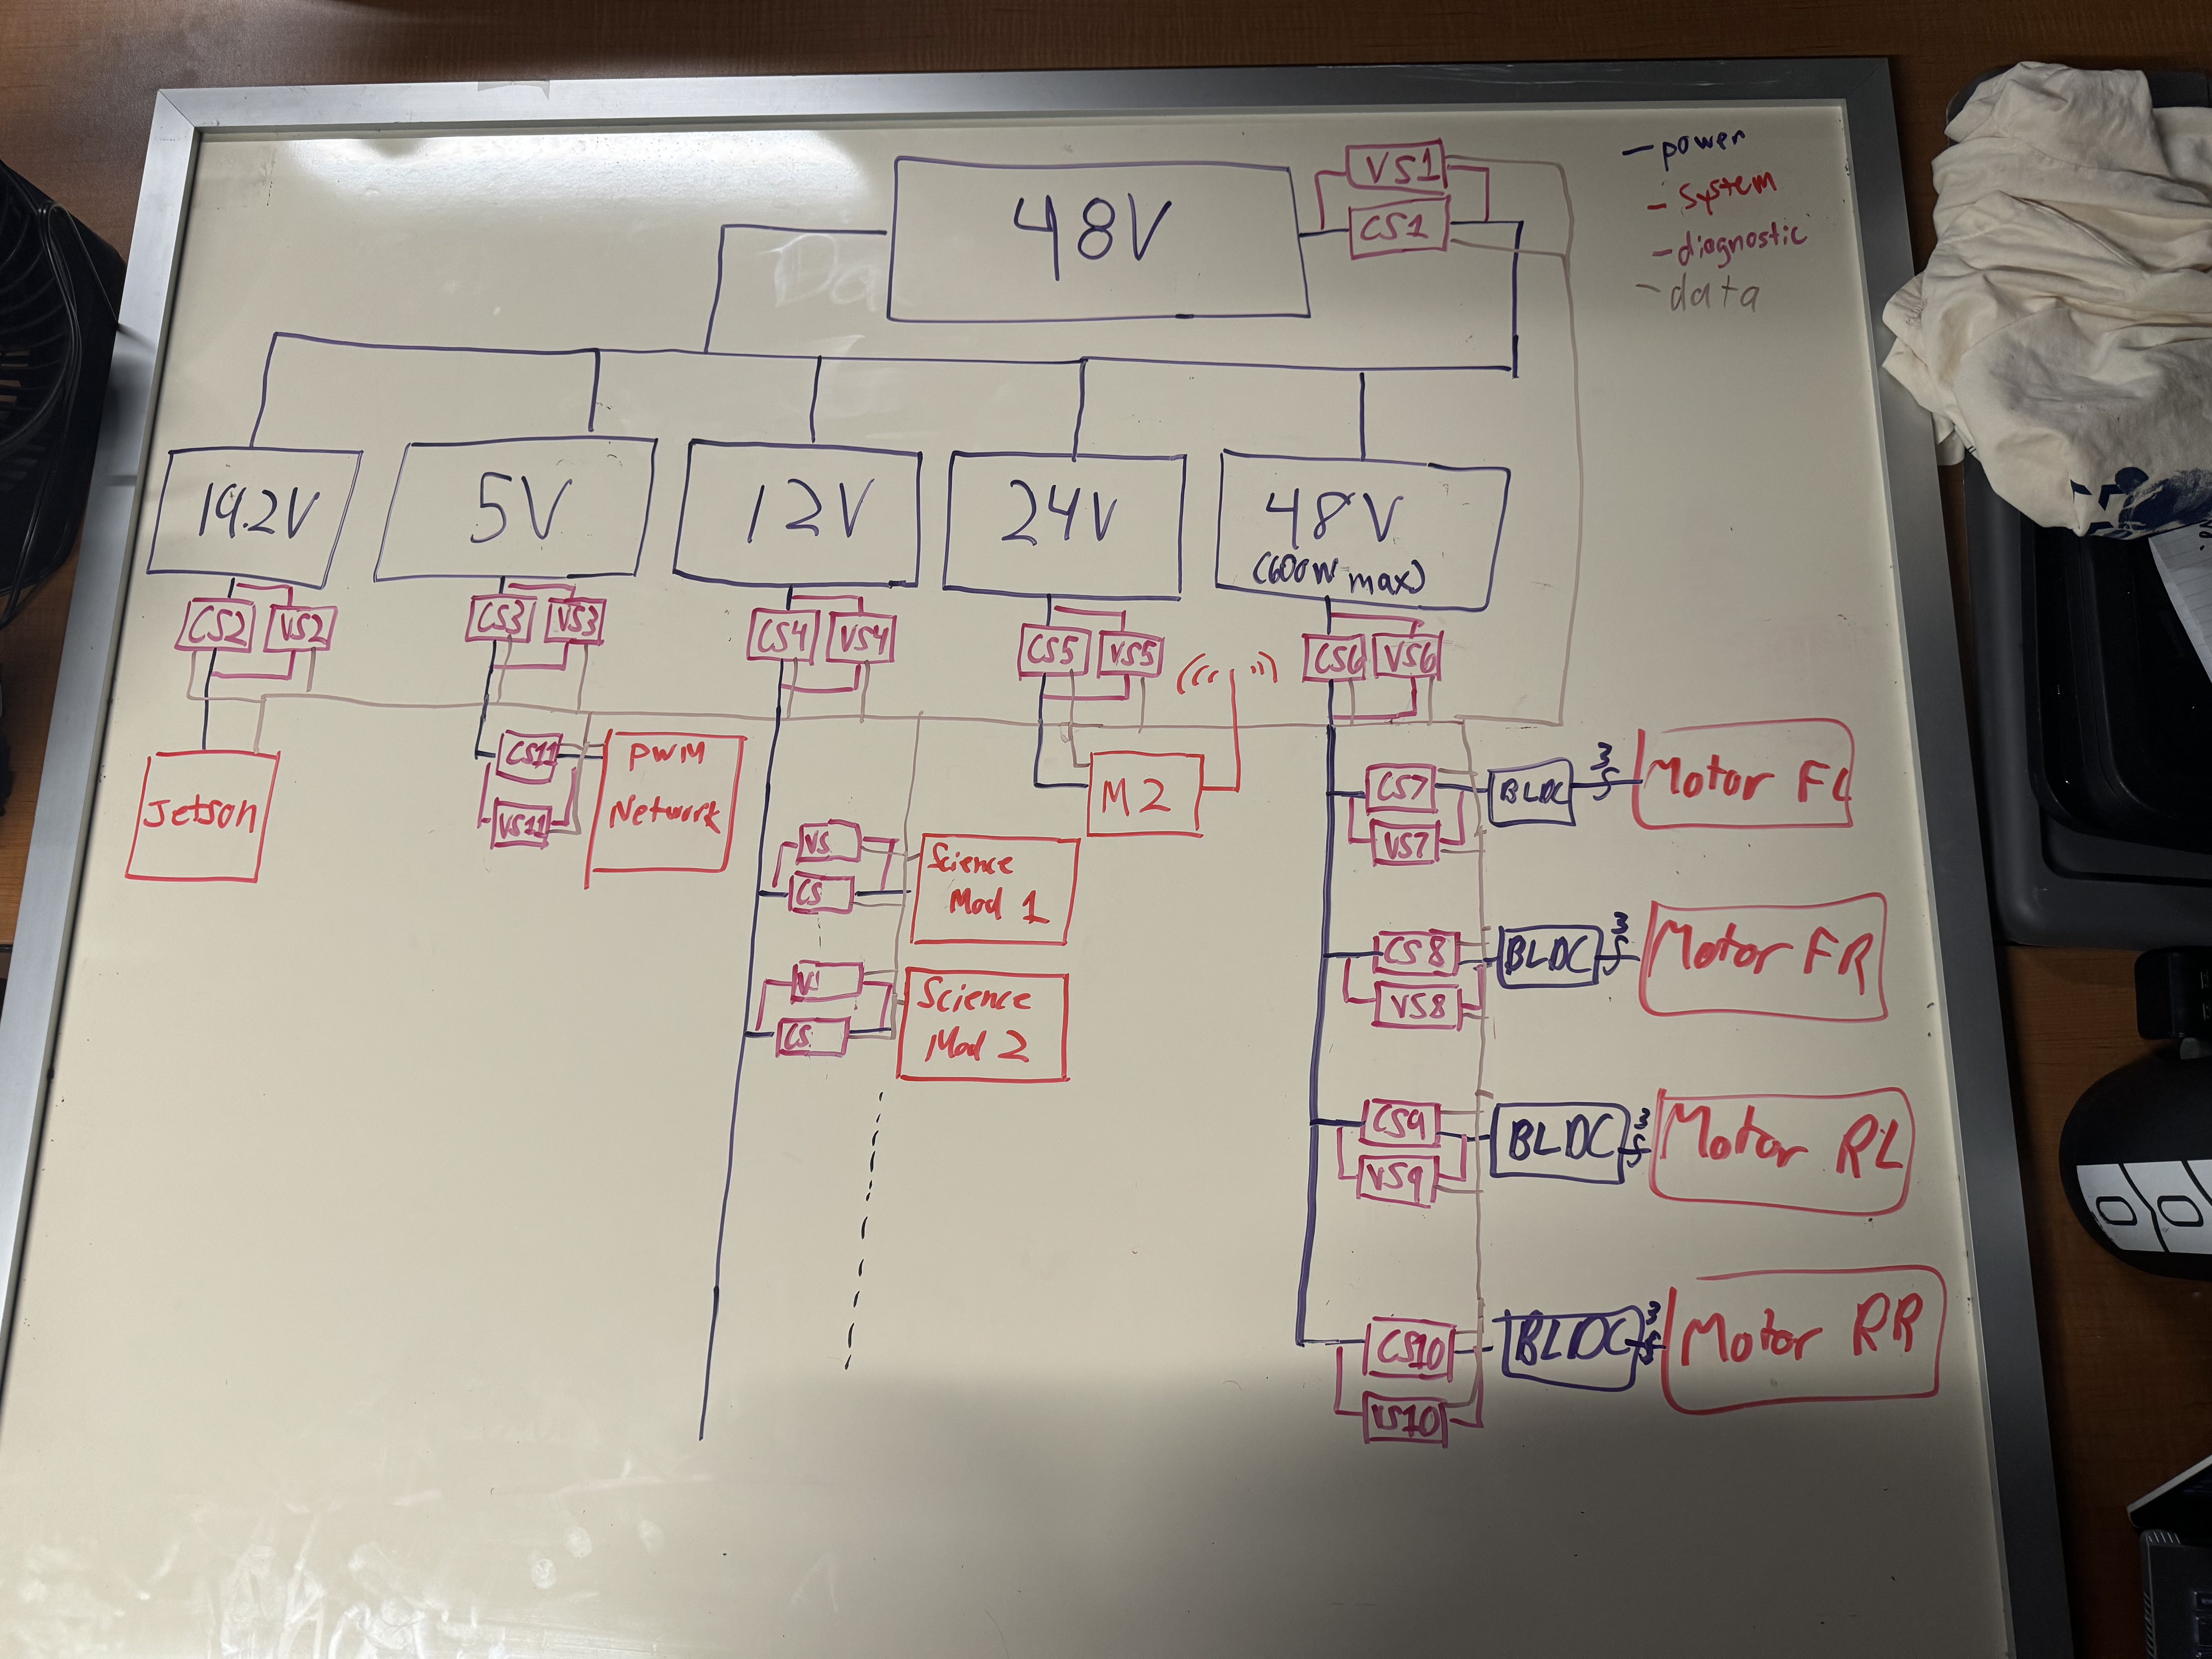 VS1
CS1
48V
power
system
diagnostic
data
19.2V
5V
12V
24V
48V
(600W max)
CS2
VS2
CS3
VS3
CS4
VS4
CS5
VS5
CS6
VS6
Jetson
CS11
VS11
PWM
Network
VS
CS
Science
Mod 1
VS
CS
Science
Mod 2
M2
CS7
VS7
BLDC
3
Motor FL
CS8
VS8
BLDC
3
Motor FR
CS9
VS9
BLDC
3
Motor RL
CS10
VS10
BLDC
3
Motor RR